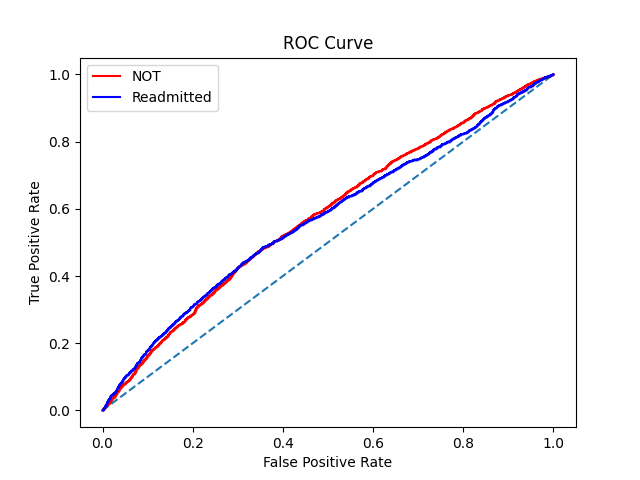 ROC Curve
NOT
Readmitted
True Positive Rate
1.0
0.8
0.6
0.4
0.2
0.0
0.0 0.2 0.4 0.6 0.8 1.0
False Positive Rate